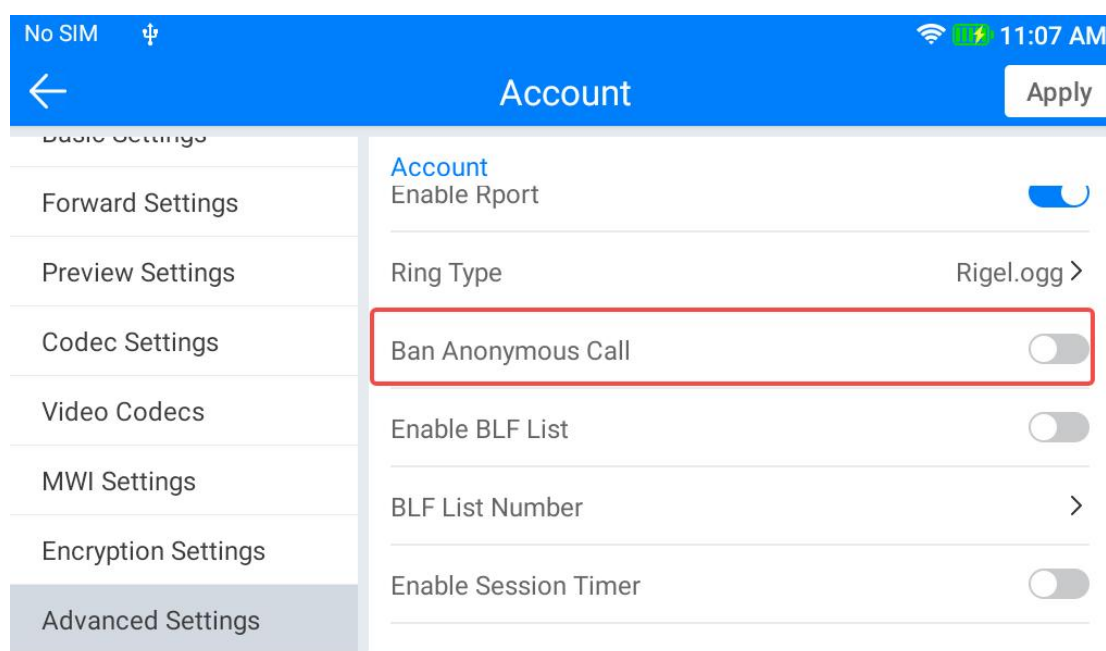 No SIM
11:07 AM
Account
Apply
Basic Settings
Forward Settings
Preview Settings
Codec Settings
Video Codecs
MWI Settings
Encryption Settings
Advanced Settings
Account
Enable Rport
Ring Type
Rigel.ogg
Ban Anonymous Call
Enable BLF List
BLF List Number
Enable Session Timer